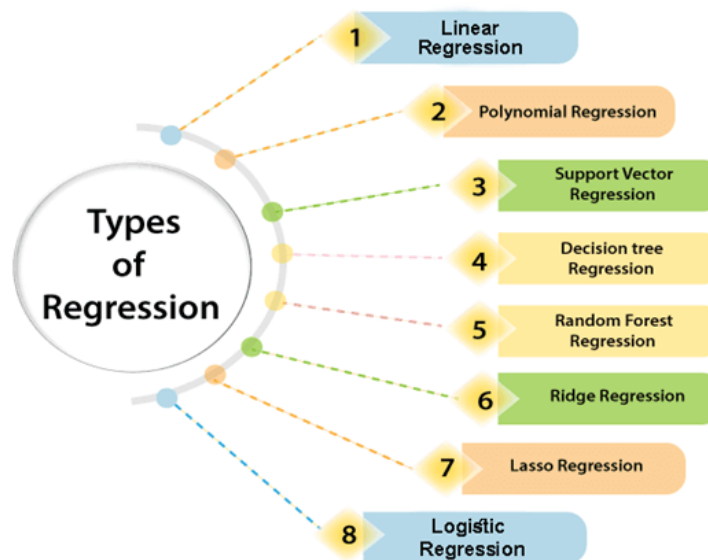 Types
of
Regression
1
Linear
Regression
2
Polynomial Regression
3
Support Vector
Regression
4
Decision tree
Regression
5
Random Forest
Regression
6
Ridge Regression
7
Lasso Regression
8
Logistic
Regression